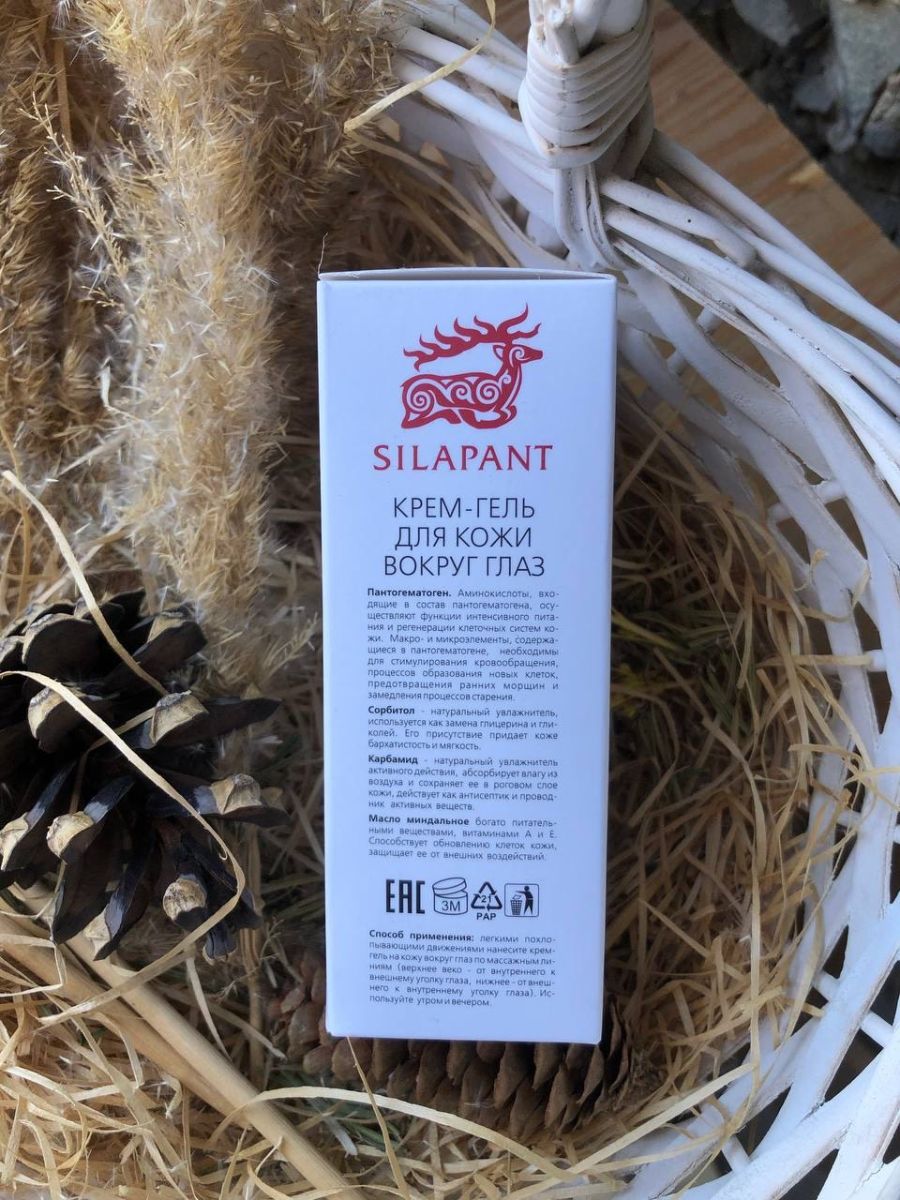 SILAPANT
КРЕМ-ГЕЛЬ
ДЛЯ КОЖИ
ВОКРУГ ГЛАЗ
Пантогематоген. Аминокислоты, вхо-
дящие в состав пантогематогена, осу-
ществляют функции интенсивного пита-
ния и регенерации клеточных систем ко-
жи. Макро- и микроэлементы, содержа-
щиеся в пантогематогене, необходимы
для стимулирования кровообращения,
процессов образования новых клеток,
предотвращения ранних морщин и
замедления процессов старения.
Сорбитол - натуральный увлажнитель,
используется как замена глицерина и гли-
колей. Его присутствие придает коже
бархатистость и мягкость.
Карбамид - натуральный увлажнитель
активного действия, абсорбирует влагу из
воздуха и сохраняет ее в роговом слое
кожи, действует как антисептик и провод-
ник активных веществ.
Масло миндальное богато питатель-
ными веществами, витаминами А и Е.
Способствует обновлению клеток кожи,
защищает ее от внешних воздействий.
EAC 3М 21
PAP
Способ применения: легкими похло-
пывающими движениями нанесите крем-
гель на кожу вокруг глаз по массажным ли-
ниям (верхнее веко - от внутреннего к
внешнему уголку глаза, нижнее - от внеш-
него к внутреннему уголку глаза). Ис-
пользуйте утром и вечером.